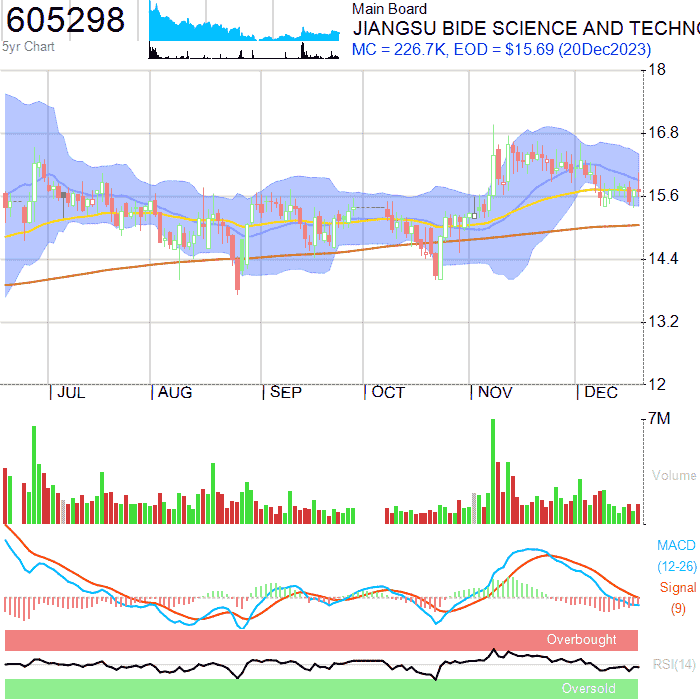 605298
5yr Chart
Main Board
JIANGSU BIDE SCIENCE AND TECHNO
MC = 226.7K, EOD = $15.69 (20Dec2023)
18
16.8
15.6
14.4
13.2
12
JUL
AUG
SEP
OCT
NOV
DEC
7M
Volume
MACD
(12-26)
Signal
(9)
Overbought
RSI(14)
Oversold